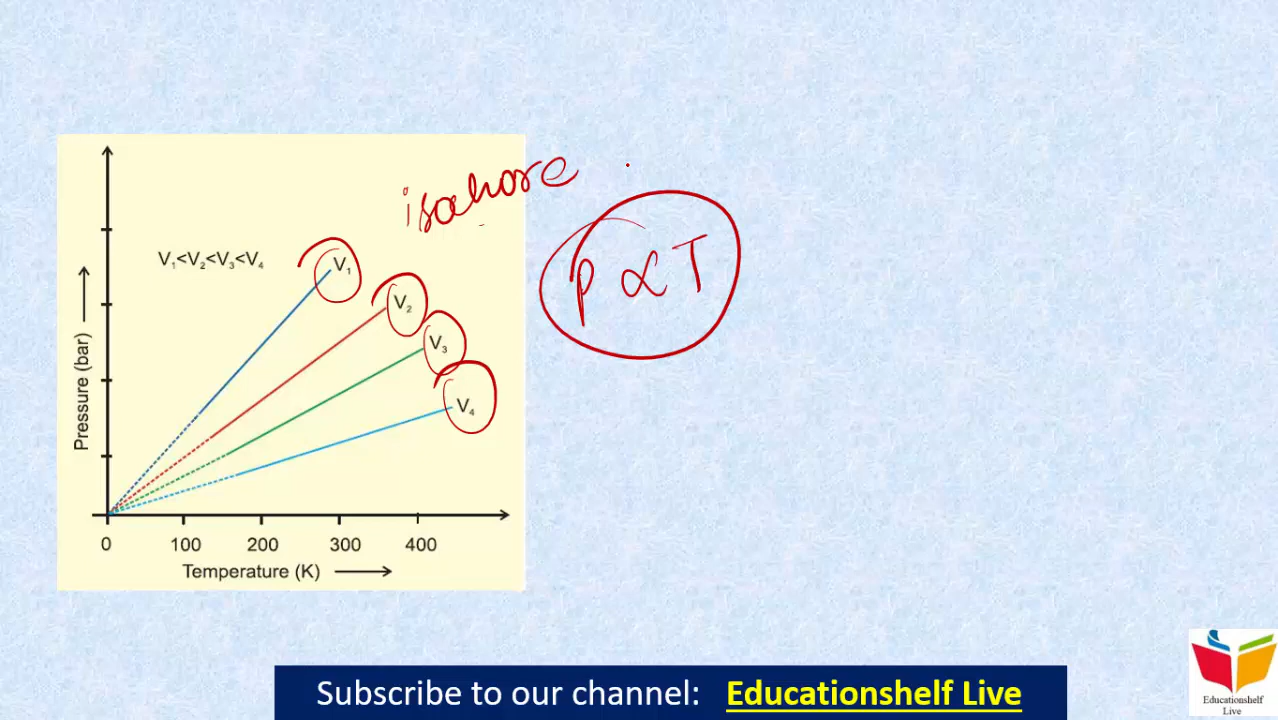 isohore
P ∝ T
V₁<V₂<V₃<V₄
V₁
V₂
V₃
V₄
Pressure (bar)
0 100 200 300 400
Temperature (K)
Subscribe to our channel: Educationshelf Live
Educationshelf
Live